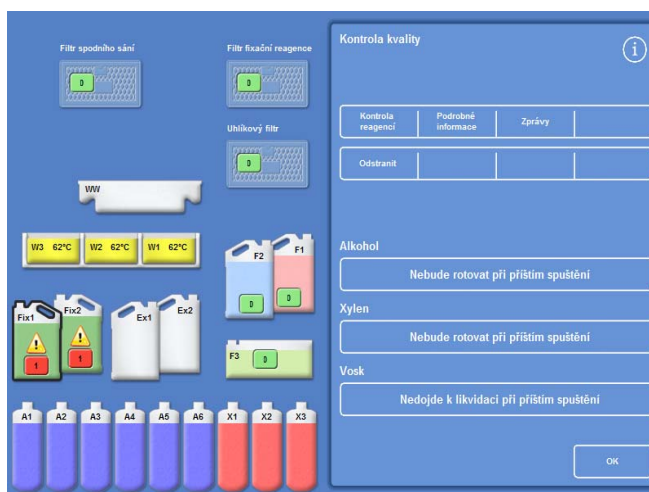 Filtr spodního sání
0
Filtr fixační reagence
0
Uhlíkový filtr
0
WW
W3 62°C W2 62°C W1 62°C
F2 F1
0 0
Fix1 Fix2 Ex1 Ex2
1 1
F3 0
A1 A2 A3 A4 A5 A6 X1 X2 X3
Kontrola kvality
i
Kontrola
reagencí
Podrobné
informace
Zprávy
Odstranit
Alkohol
Nebude rotovat při příštím spuštění
Xylen
Nebude rotovat při příštím spuštění
Vosk
Nedojde k likvidaci při příštím spuštění
OK